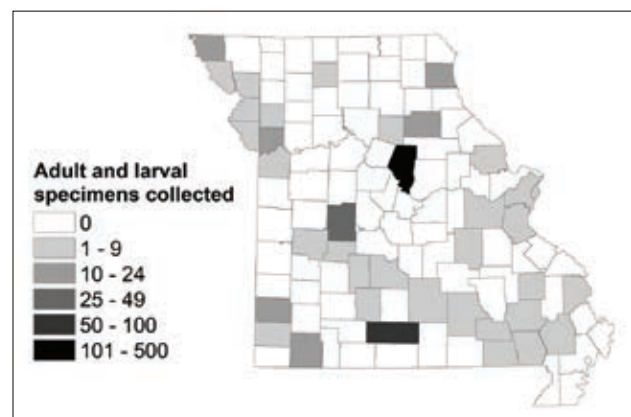 Adult and larval
specimens collected
0
1 - 9
10 - 24
25 - 49
50 - 100
101 - 500